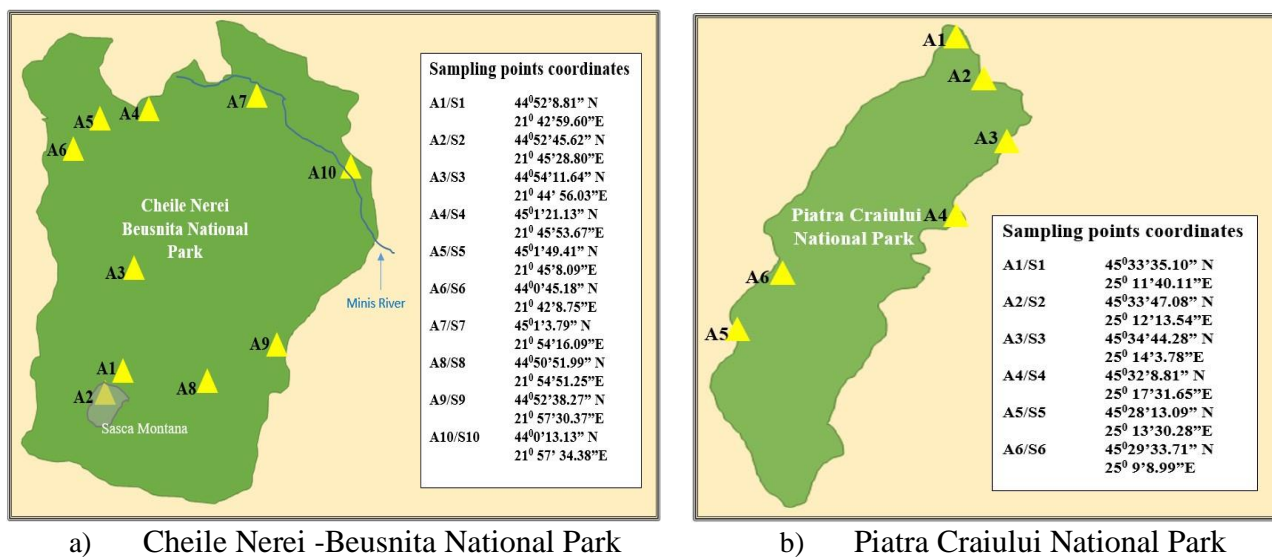 A4
A7
A5
A6
A10
Cheile Nerei
Beusnita National
Park
A3
Minis River
A9
A1
A8
A2
Sasca Montana
Sampling points coordinates
A1/S1 44⁰52’8.81” N
21⁰ 42’59.60”E
A2/S2 44⁰52’45.62” N
21⁰ 45’28.80”E
A3/S3 44⁰54’11.64” N
21⁰ 44’ 56.03”E
A4/S4 45⁰1’21.13” N
21⁰ 45’53.67”E
A5/S5 45⁰1’49.41” N
21⁰ 45’8.09”E
A6/S6 44⁰0’45.18” N
21⁰ 42’8.75”E
A7/S7 45⁰1’3.79” N
21⁰ 54’16.09”E
A8/S8 44⁰50’51.99” N
21⁰ 54’51.25”E
A9/S9 44⁰52’38.27” N
21⁰ 57’30.37”E
A10/S10 44⁰0’13.13” N
21⁰ 57’ 34.38”E
a) Cheile Nerei -Beusnita National Park
A1
A2
A3
A4
Piatra Craiului
National Park
A6
A5
Sampling points coordinates
A1/S1 45⁰33’35.10” N
25⁰ 11’40.11”E
A2/S2 45⁰33’47.08” N
25⁰ 12’13.54”E
A3/S3 45⁰34’44.28” N
25⁰ 14’3.78”E
A4/S4 45⁰32’8.81” N
25⁰ 17’31.65”E
A5/S5 45⁰28’13.09” N
25⁰ 13’30.28”E
A6/S6 45⁰29’33.71” N
25⁰ 9’8.99”E
b) Piatra Craiului National Park